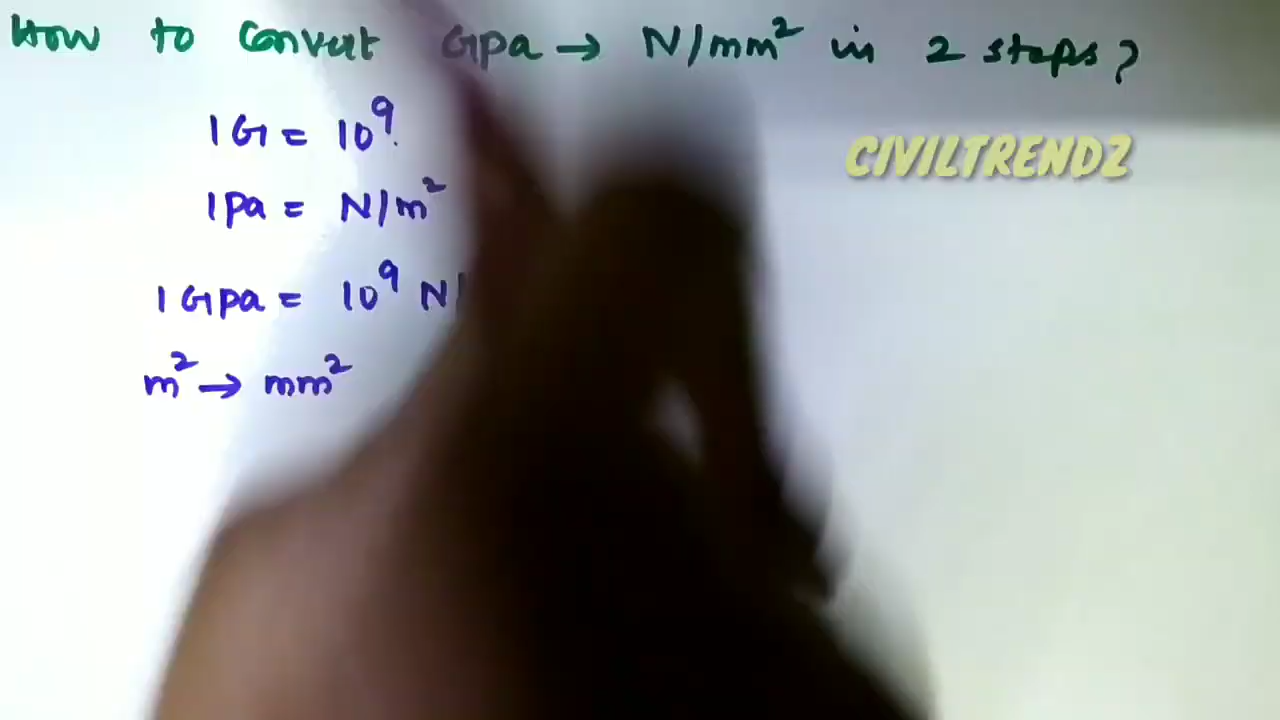 How to convert Gpa → N/mm² in 2 steps?
1G = 10⁹.
CIVILTRENDZ
1Pa = N/m²
1Gpa = 10⁹ N/
m² → mm²